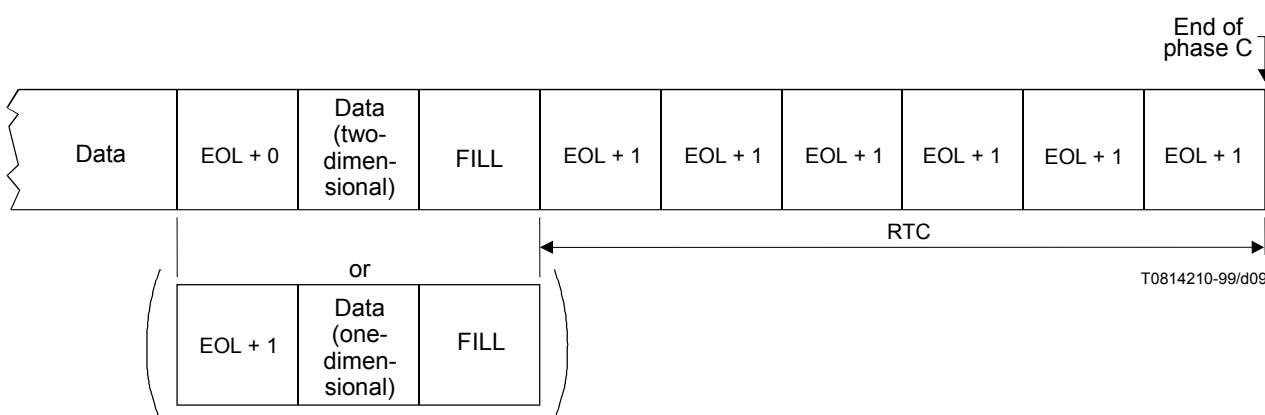 End of
phase C
Data
EOL + 0
Data
(two-
dimen-
sional)
FILL
EOL + 1
EOL + 1
EOL + 1
EOL + 1
EOL + 1
EOL + 1
RTC
or
T0814210-99/d09
EOL + 1
Data
(one-
dimen-
sional)
FILL